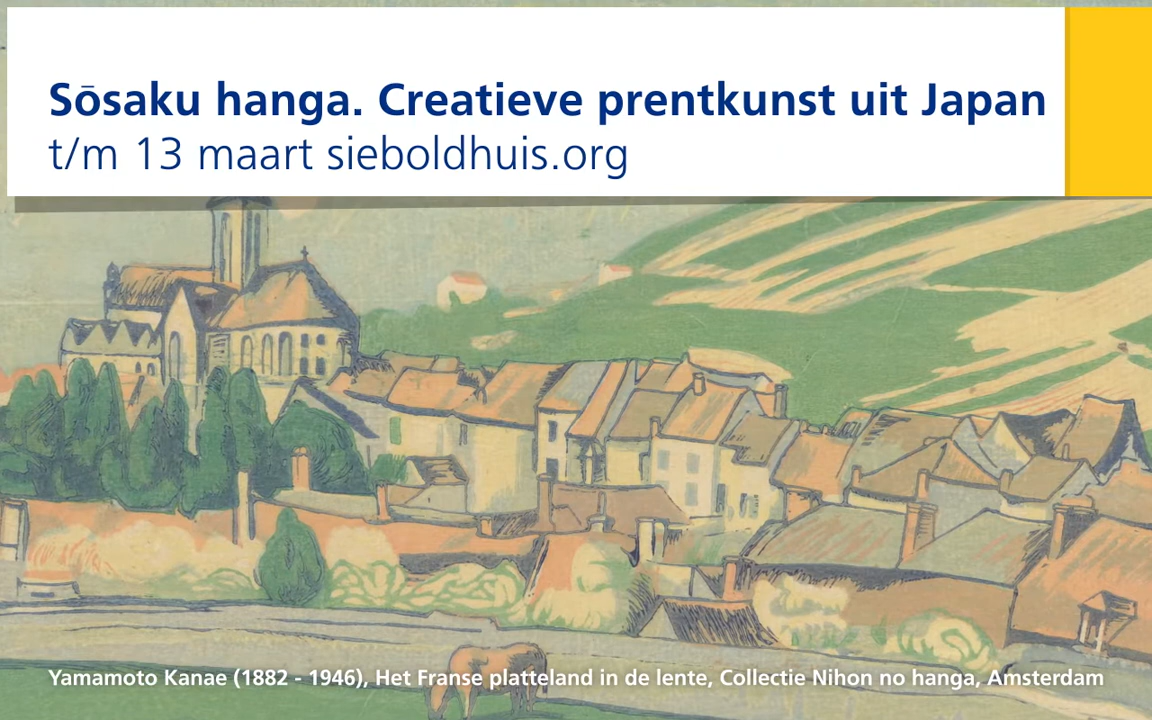 Sōsaku hanga. Creatieve prentkunst uit Japan
t/m 13 maart sieboldhuis.org
Yamamoto Kanae (1882 - 1946), Het Franse platteland in de lente, Collectie Nihon no hanga, Amsterdam